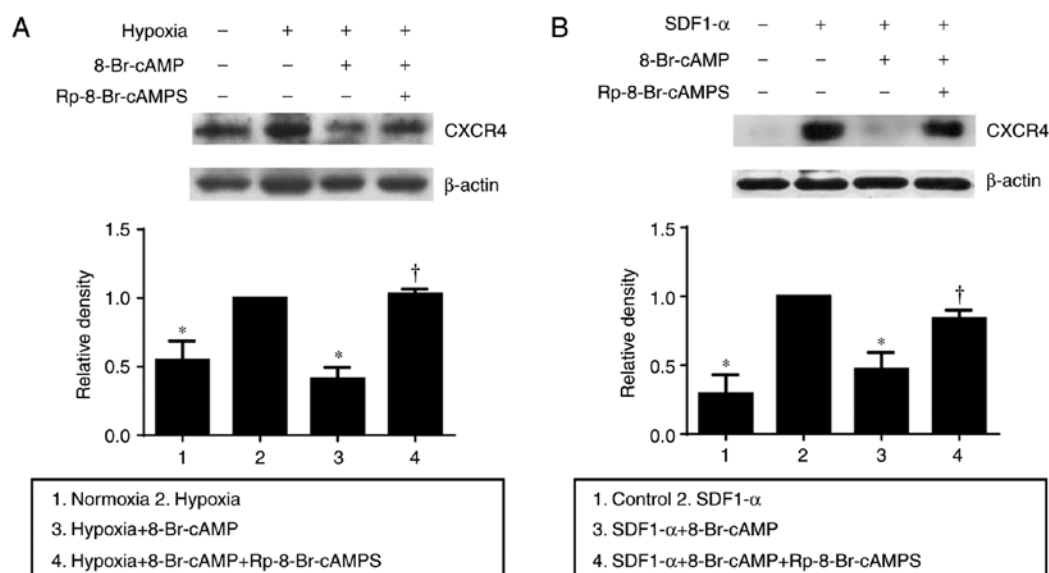 A
Hypoxia – + + +
8-Br-cAMP – – + +
Rp-8-Br-cAMPS – – – +
CXCR4
β-actin
Relative density
1.5
1.0
0.5
0.0
*
*
†
1 2 3 4
1. Normoxia 2. Hypoxia
3. Hypoxia+8-Br-cAMP
4. Hypoxia+8-Br-cAMP+Rp-8-Br-cAMPS
B
SDF1-α – + + +
8-Br-cAMP – – + +
Rp-8-Br-cAMPS – – – +
CXCR4
β-actin
Relative density
1.5
1.0
0.5
0.0
*
*
†
1 2 3 4
1. Control 2. SDF1-α
3. SDF1-α+8-Br-cAMP
4. SDF1-α+8-Br-cAMP+Rp-8-Br-cAMPS